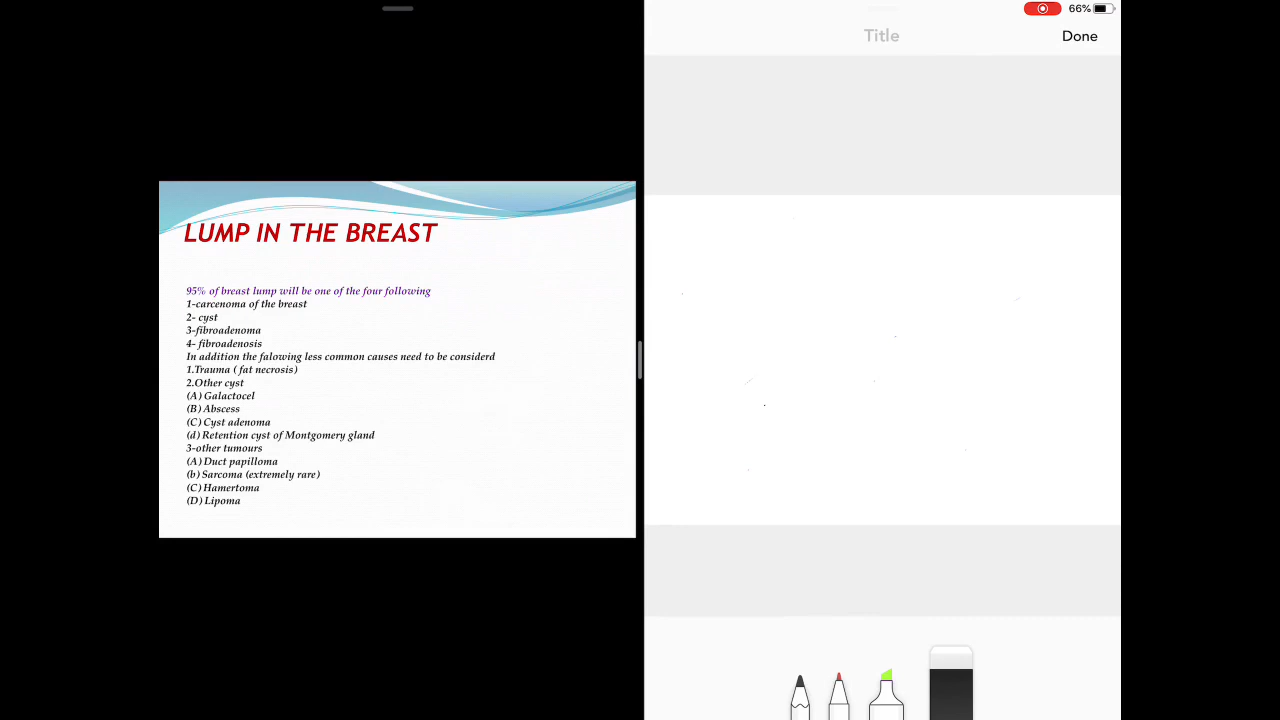 LUMP IN THE BREAST
95% of breast lump will be one of the four following
1-carcenoma of the breast
2- cyst
3-fibroadenoma
4- fibroadenosis
In addition the falowing less common causes need to be considerd
1.Trauma ( fat necrosis)
2.Other cyst
(A) Galactocel
(B) Abscess
(C) Cyst adenoma
(d) Retention cyst of Montgomery gland
3-other tumours
(A) Duct papilloma
(b) Sarcoma (extremely rare)
(C) Hamertoma
(D) Lipoma
66%
Title
Done